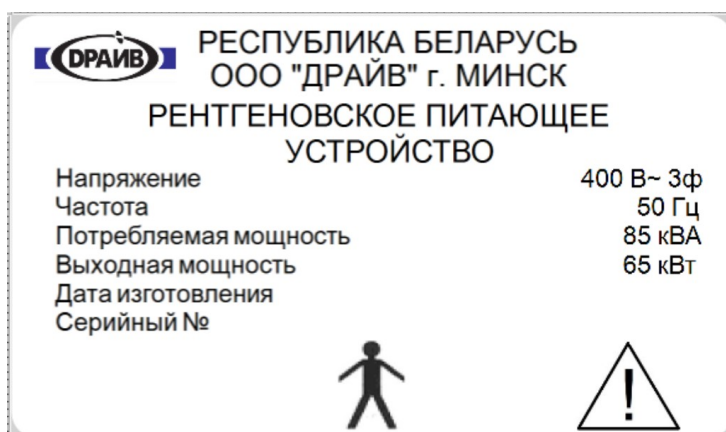 ДРАЙВ
РЕСПУБЛИКА БЕЛАРУСЬ
ООО "ДРАЙВ" г. МИНСК
РЕНТГЕНОВСКОЕ ПИТАЮЩЕЕ
УСТРОЙСТВО
Напряжение 400 В~ 3ф
Частота 50 Гц
Потребляемая мощность 85 кВА
Выходная мощность 65 кВт
Дата изготовления
Серийный №
!